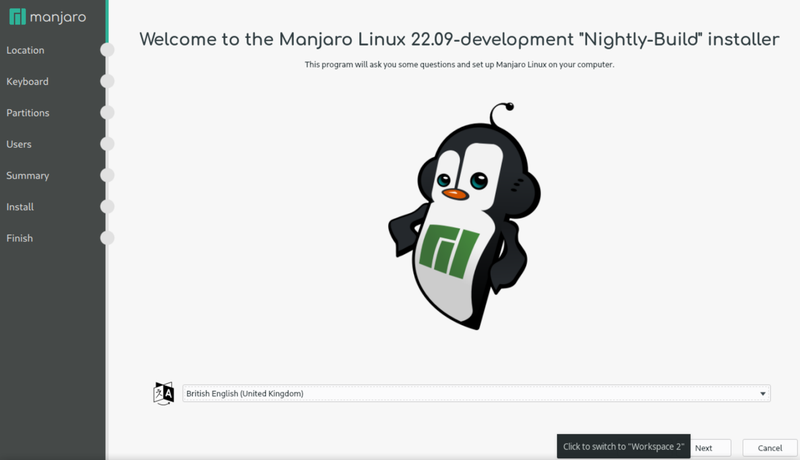 manjaro
Location
Keyboard
Partitions
Users
Summary
Install
Finish
Welcome to the Manjaro Linux 22.09-development "Nightly-Build" installer
This program will ask you some questions and set up Manjaro Linux on your computer.
British English (United Kingdom)
Click to switch to "Workspace 2"
Next
Cancel